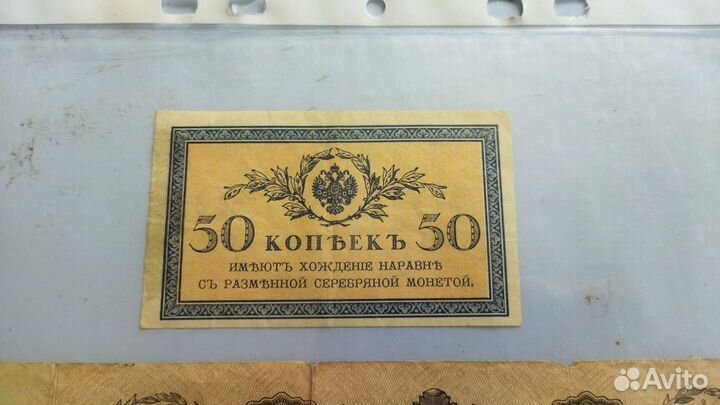 50 КОПѢЕКЪ 50
ИМѢЮТЪ ХОЖДЕНІЕ НАРАВНѢ
СЪ РАЗМѢННОЙ СЕРЕБРЯНОЙ МОНЕТОЙ.
Avito